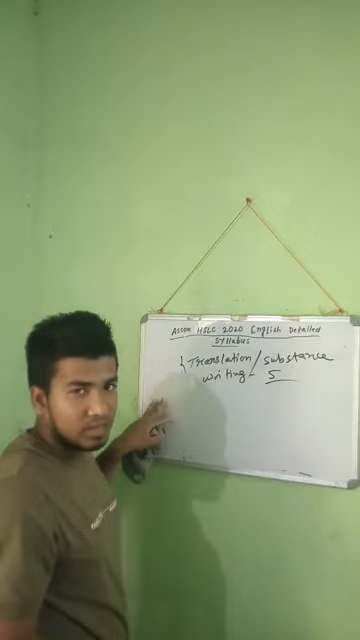 Assam HSLC 2020 English Detailed
Syllabus
{ Translation / Substance
writing - 5